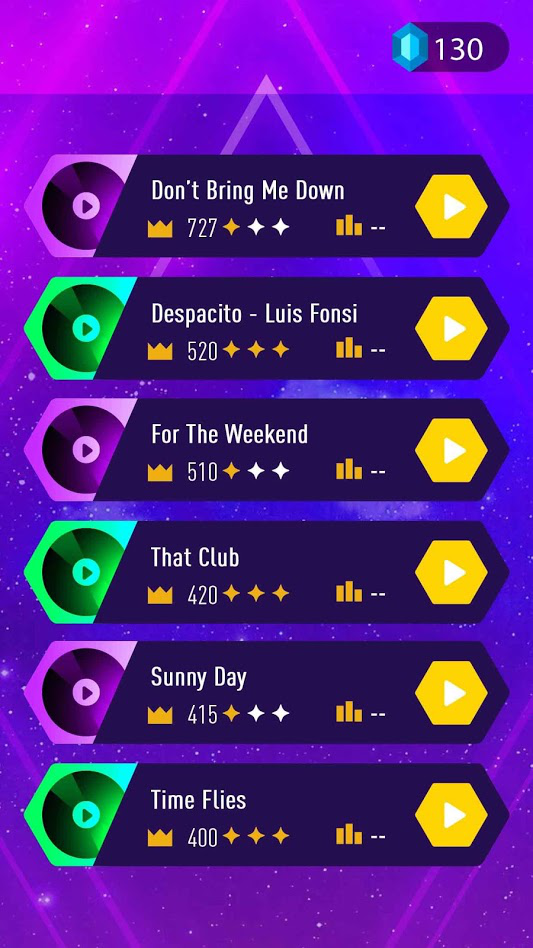 130
Don't Bring Me Down
727 --
Despacito - Luis Fonsi
520 --
For The Weekend
510 --
That Club
420 --
Sunny Day
415 --
Time Flies
400 --